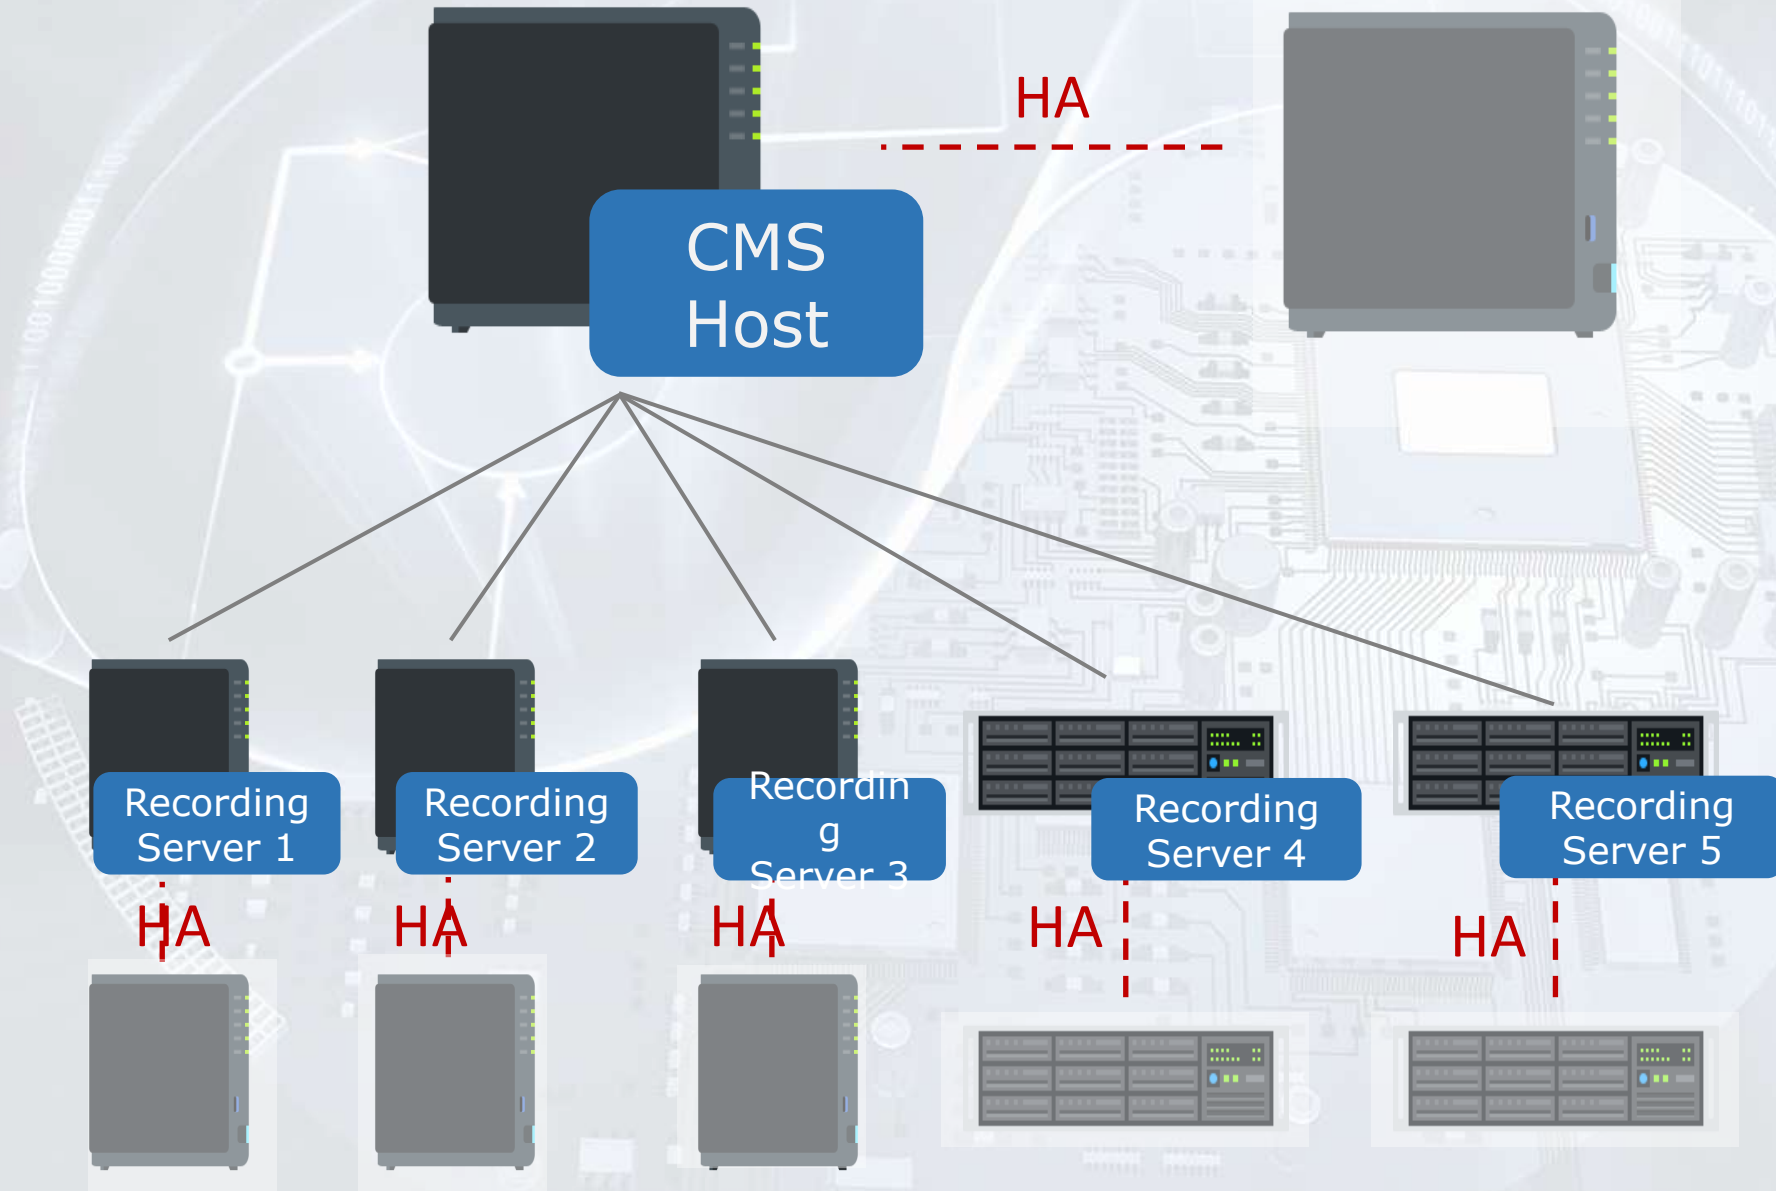 HA
CMS
Host
Recording
Server 1
Recording
Server 2
Recordin
g
Server 3
Recording
Server 4
Recording
Server 5
HA
HA
HA
HA
HA